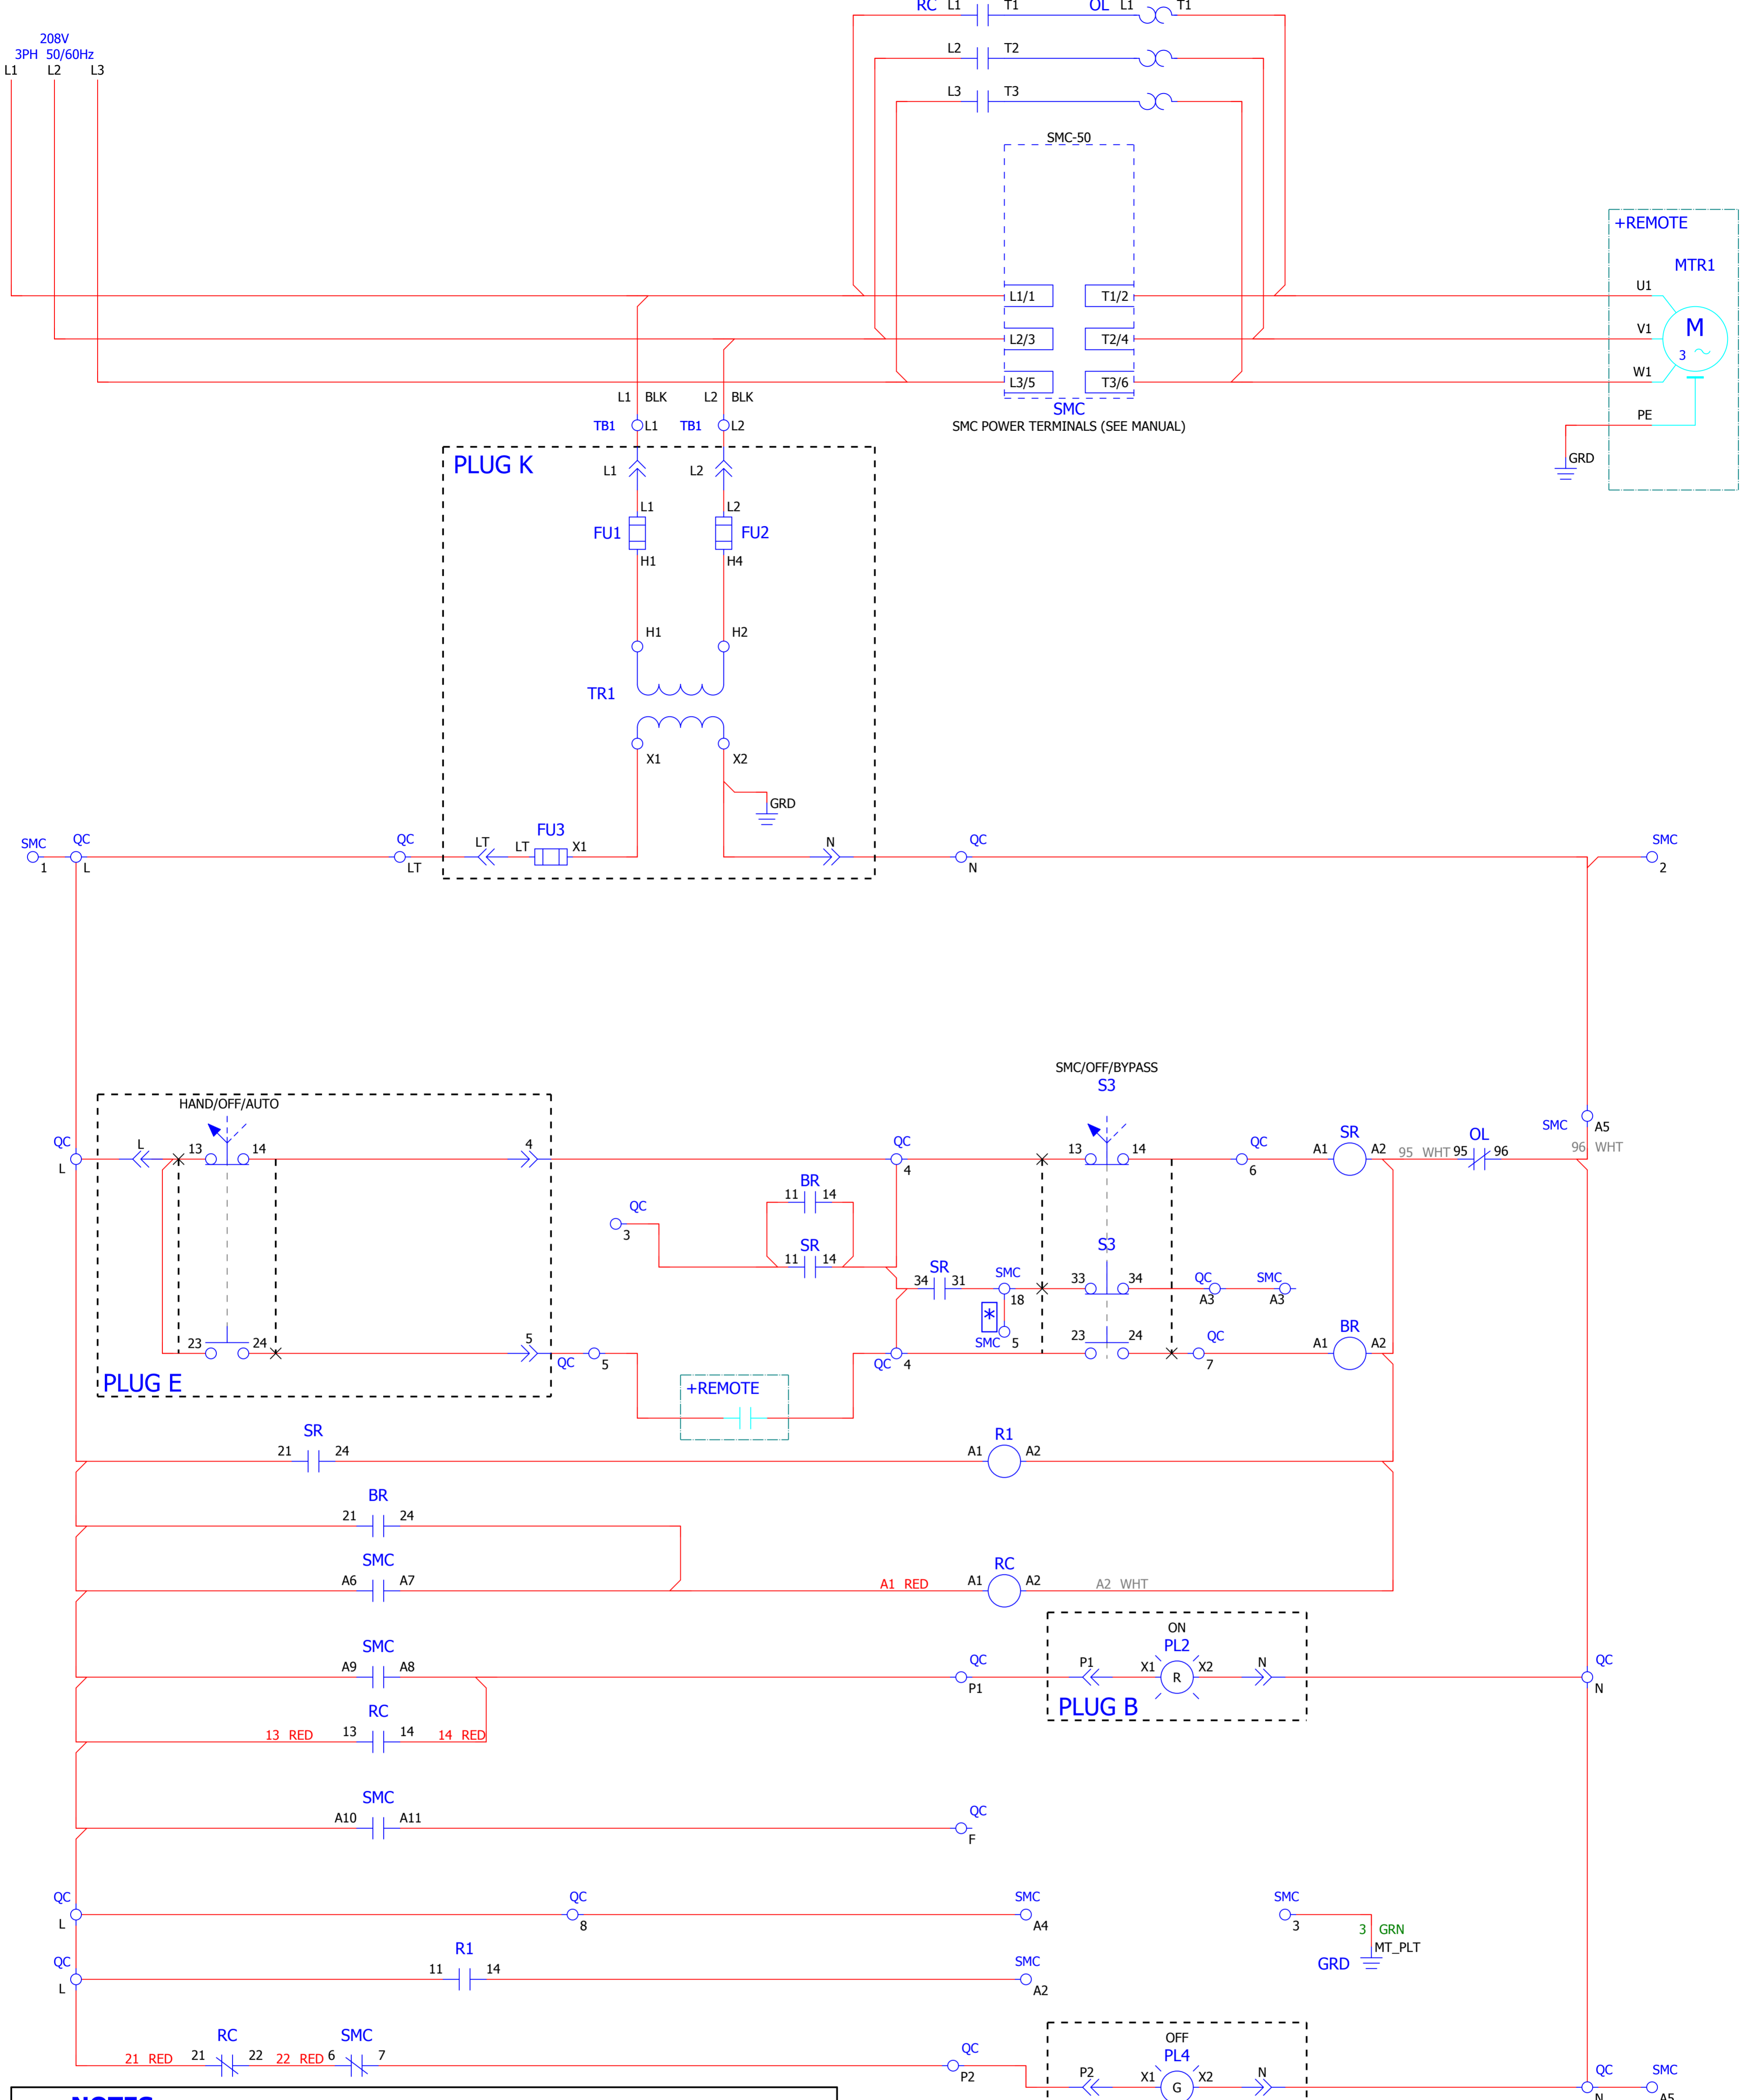 RC L1 T1 OL L1 T1
208V
3PH 50/60Hz
L1 L2 L3
L2 T2
L3 T3
SMC-50
+REMOTE
MTR1
L1/1 T1/2 U1
L2/3 T2/4 V1 M
3
L3/5 T3/6 W1
L1 BLK L2 BLK
SMC
PE
TB1 L1 TB1 L2
SMC POWER TERMINALS (SEE MANUAL)
PLUG K
L1 L2
GRD
L1 L2
FU1 FU2
H1 H4
H1 H2
TR1
X1 X2
GRD
FU3
SMC QC QC LT LT X1 N QC SMC
1 L LT N 2
SMC/OFF/BYPASS
S3
HAND/OFF/AUTO
SMC A5
QC L 13 14 4 QC 13 14 QC SR A1 A2 95 WHT OL 95 96 96 WHT
L 4 6
BR
11 14
QC
3
SR
11 14
S3
SR
34 31 SMC 33 34 QC SMC
18 A3 A3
*
SMC 5
23 24 5 QC 5 QC 4 23 24 QC 7 A1 BR A2
PLUG E
+REMOTE
SR
21 24
R1
A1 A2
BR
21 24
SMC
A6 A7
RC
A1 RED A1 A2 A2 WHT
ON
SMC
A9 A8
PL2
QC P1 P1 X1 R X2 N QC N
PLUG B
RC
13 RED 13 14 14 RED
SMC
A10 A11 QC
F
QC QC SMC SMC
L 8 A4 3
3 GRN
MT_PLT
GRD
QC R1 SMC
L 11 14 A2
OFF
RC SMC PL4
21 RED 21 22 22 RED 6 7 QC
P2 P2 X1 G X2 N QC SMC
N A5
NOTES